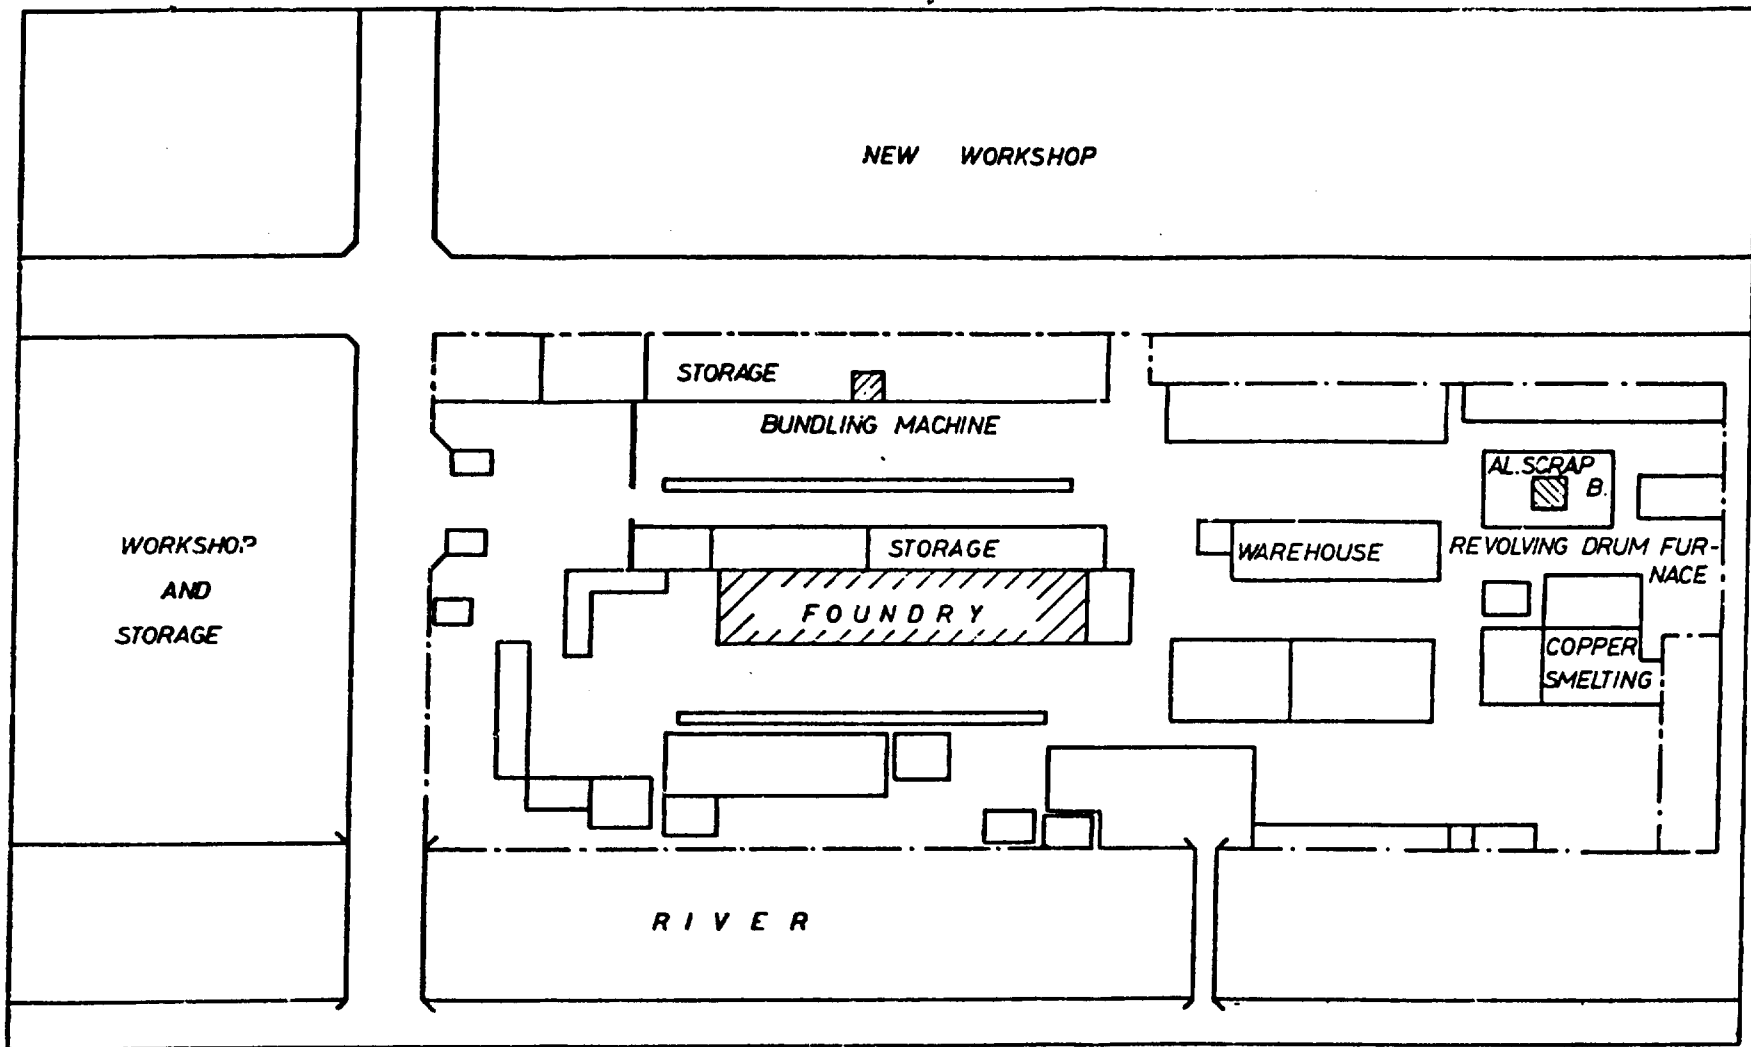 NEW WORKSHOP
STORAGE
BUNDLING MACHINE
AL. SCRAP
B.
WORKSHOP
AND
STORAGE
STORAGE
WAREHOUSE
REVOLVING DRUM FUR-
NACE
FOUNDRY
COPPER
SMELTING
RIVER